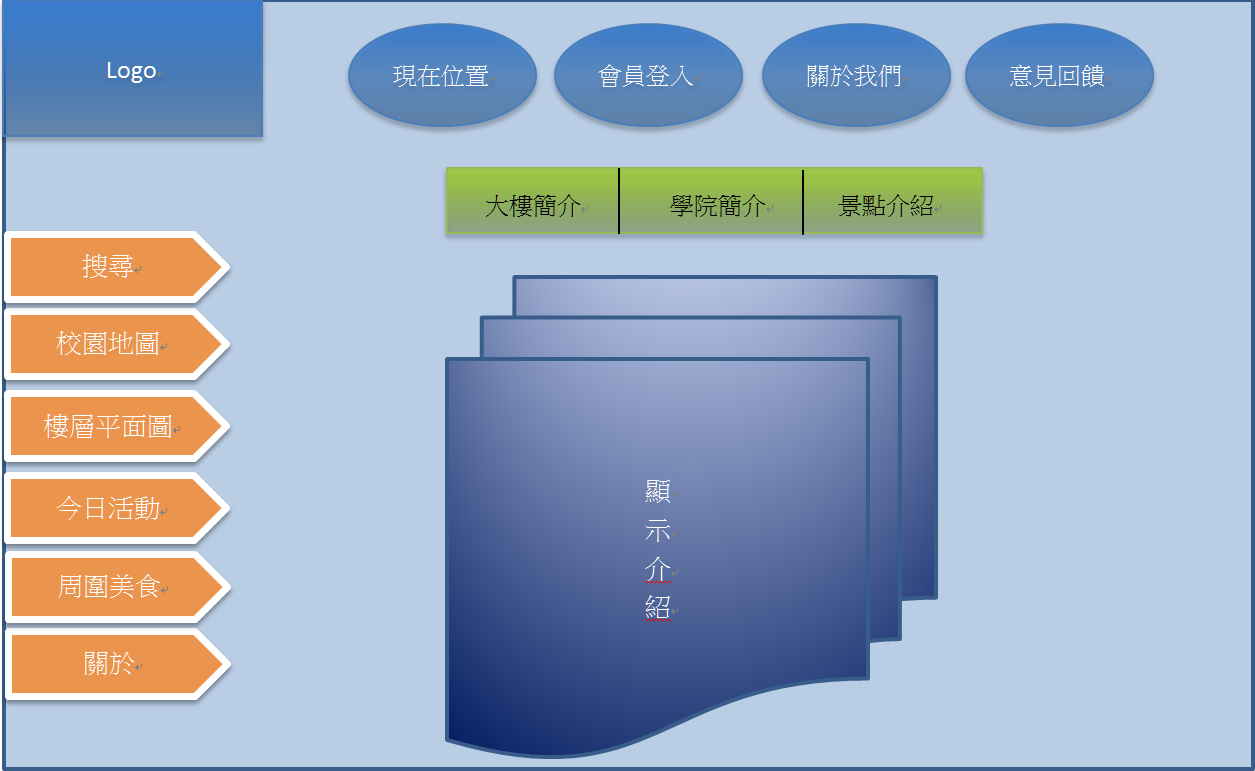 Logo
現在位置
會員登入
關於我們
意見回饋
大樓簡介
學院簡介
景點介紹
搜尋
校園地圖
樓層平面圖
今日活動
周圍美食
關於
顯
示
介
紹